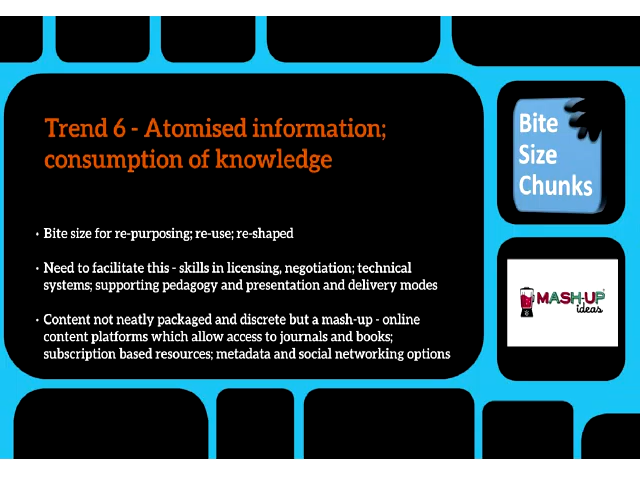 Trend 6 - Atomised information;
consumption of knowledge
• Bite size for re-purposing; re-use; re-shaped
• Need to facilitate this - skills in licensing, negotiation; technical
systems; supporting pedagogy and presentation and delivery modes
• Content not neatly packaged and discrete but a mash-up - online
content platforms which allow access to journals and books;
subscription based resources; metadata and social networking options
Bite
Size
Chunks
MASH-UP
ideas